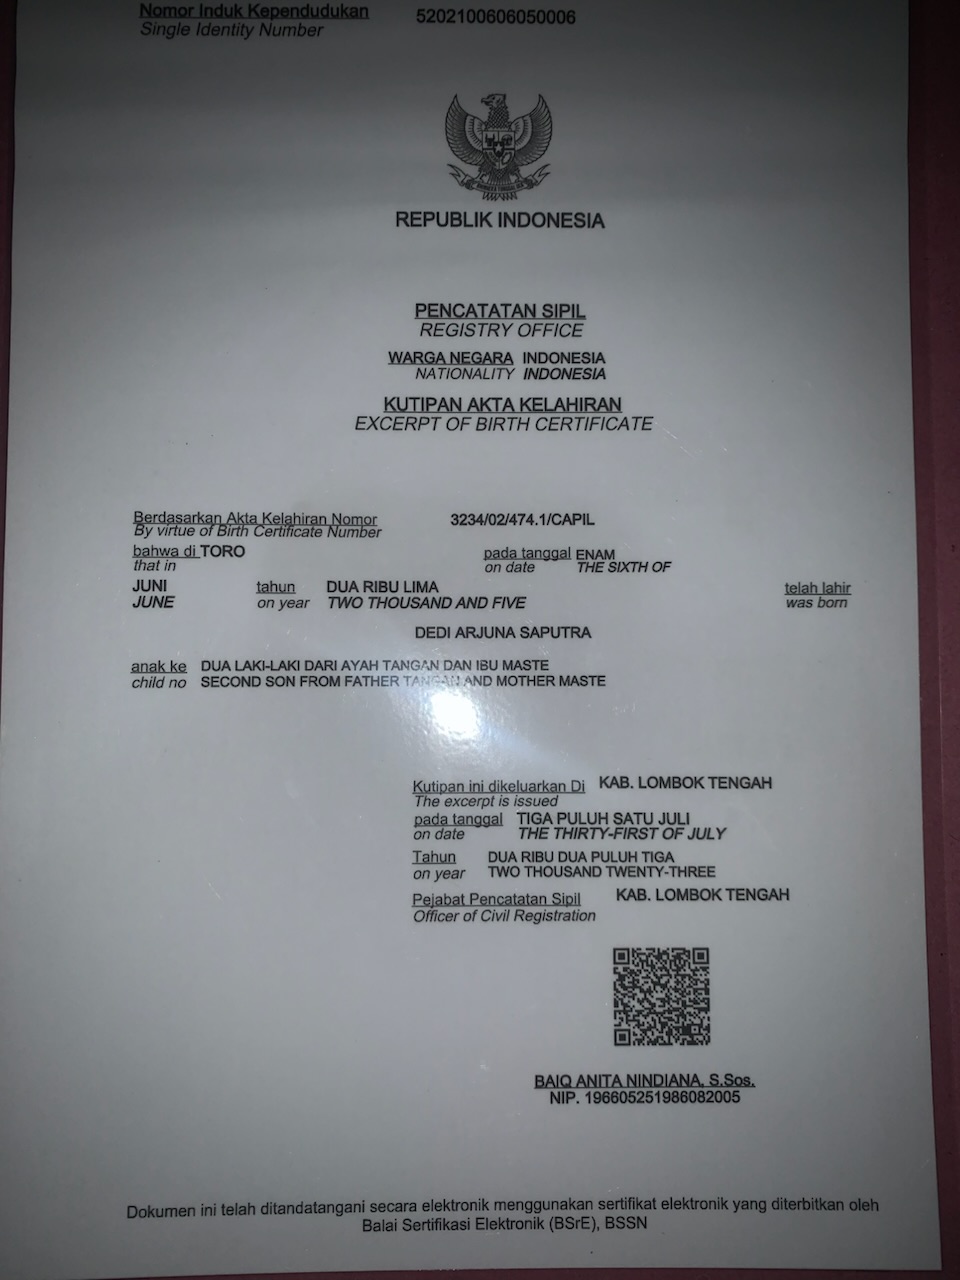 Nomor Induk Kependudukan 5202100606050006
Single Identity Number
REPUBLIK INDONESIA
PENCATATAN SIPIL
REGISTRY OFFICE
WARGA NEGARA INDONESIA
NATIONALITY INDONESIA
KUTIPAN AKTA KELAHIRAN
EXCERPT OF BIRTH CERTIFICATE
Berdasarkan Akta Kelahiran Nomor 3234/02/474.1/CAPIL
By virtue of Birth Certificate Number
bahwa di TORO pada tanggal ENAM
that in on date THE SIXTH OF
JUNI tahun DUA RIBU LIMA telah lahir
JUNE on year TWO THOUSAND AND FIVE was born
DEDI ARJUNA SAPUTRA
anak ke DUA LAKI-LAKI DARI AYAH TANGAN DAN IBU MASTE
child no SECOND SON FROM FATHER TANGAN AND MOTHER MASTE
Kutipan ini dikeluarkan Di KAB. LOMBOK TENGAH
The excerpt is issued
pada tanggal TIGA PULUH SATU JULI
on date THE THIRTY-FIRST OF JULY
Tahun DUA RIBU DUA PULUH TIGA
on year TWO THOUSAND TWENTY-THREE
Pejabat Pencatatan Sipil KAB. LOMBOK TENGAH
Officer of Civil Registration
BAIQ ANITA NINDIANA, S.Sos.
NIP. 196605251986082005
Dokumen ini telah ditandatangani secara elektronik menggunakan sertifikat elektronik yang diterbitkan oleh
Balai Sertifikasi Elektronik (BSrE), BSSN